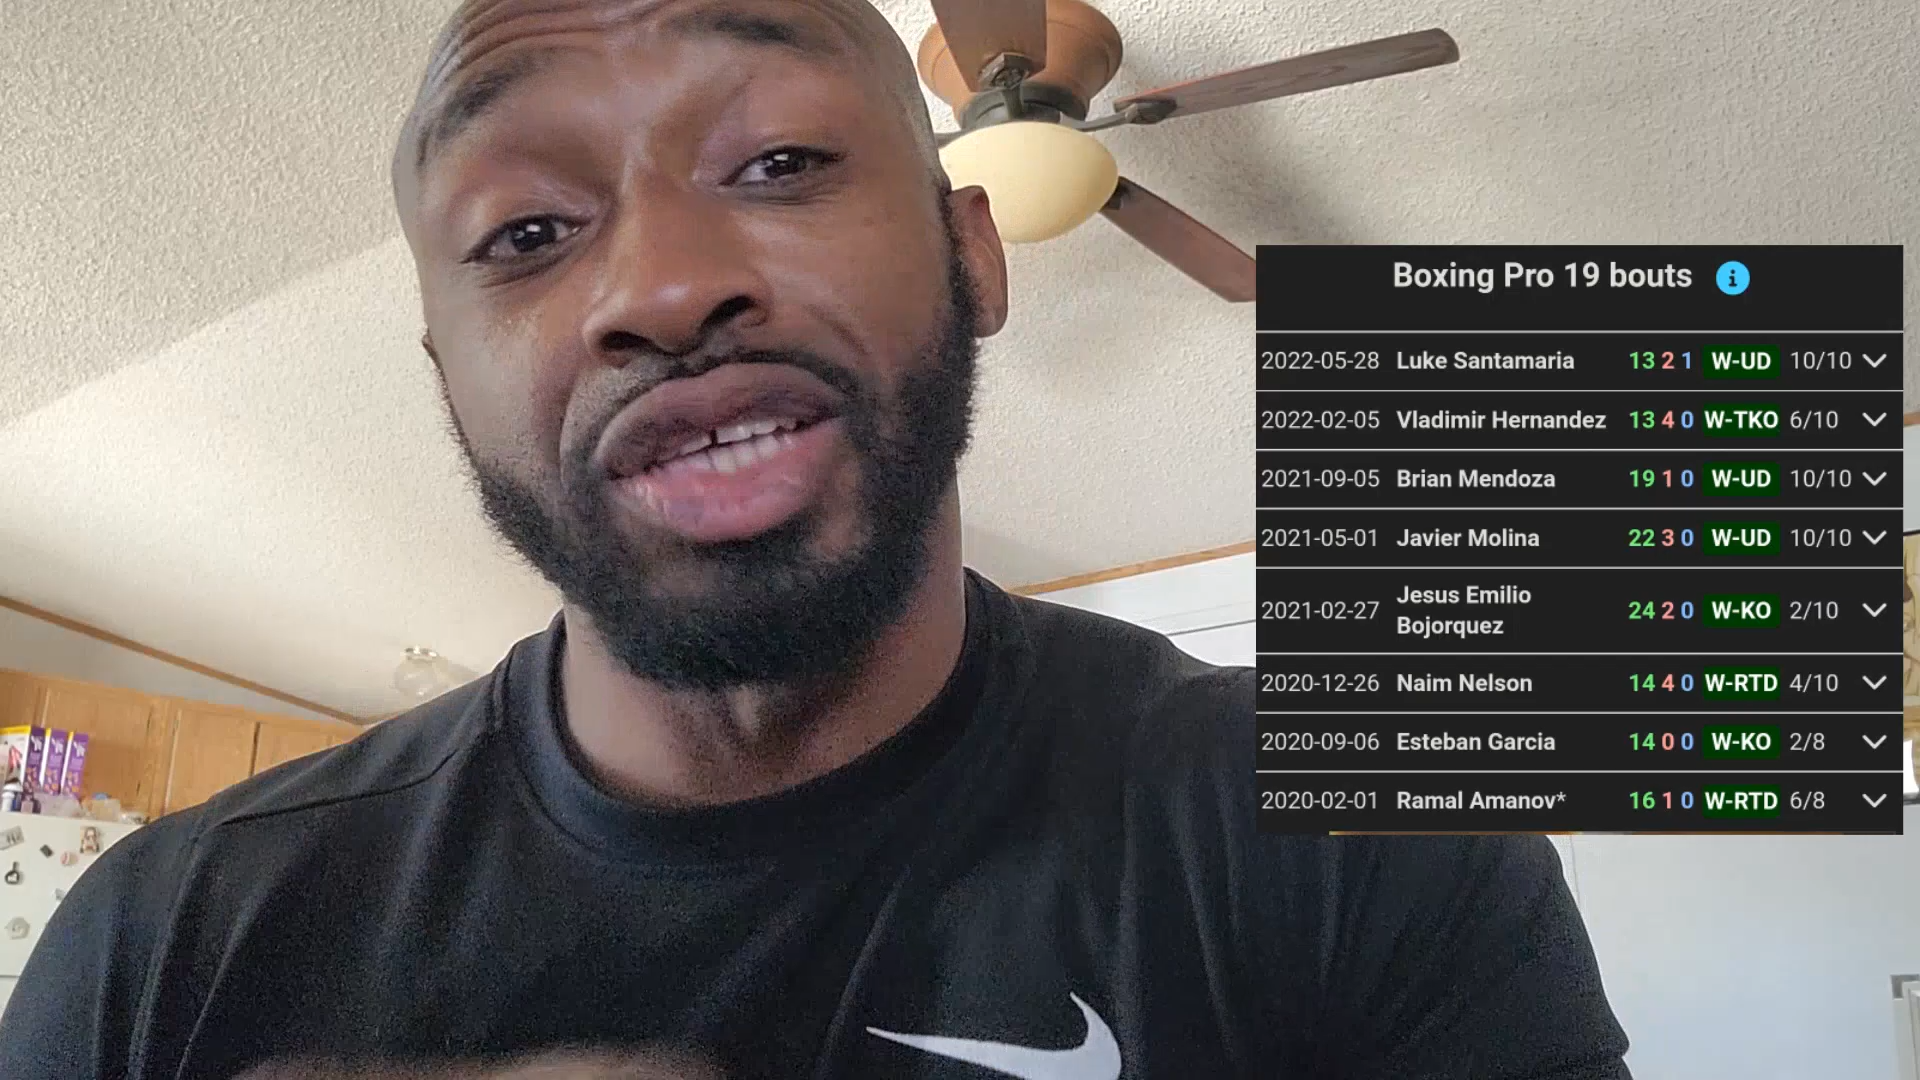 Boxing Pro 19 bouts i
2022-05-28 Luke Santamaria 13 2 1 W-UD 10/10
2022-02-05 Vladimir Hernandez 13 4 0 W-TKO 6/10
2021-09-05 Brian Mendoza 19 1 0 W-UD 10/10
2021-05-01 Javier Molina 22 3 0 W-UD 10/10
2021-02-27 Jesus Emilio Bojorquez 24 2 0 W-KO 2/10
2020-12-26 Naim Nelson 14 4 0 W-RTD 4/10
2020-09-06 Esteban Garcia 14 0 0 W-KO 2/8
2020-02-01 Ramal Amanov* 16 1 0 W-RTD 6/8